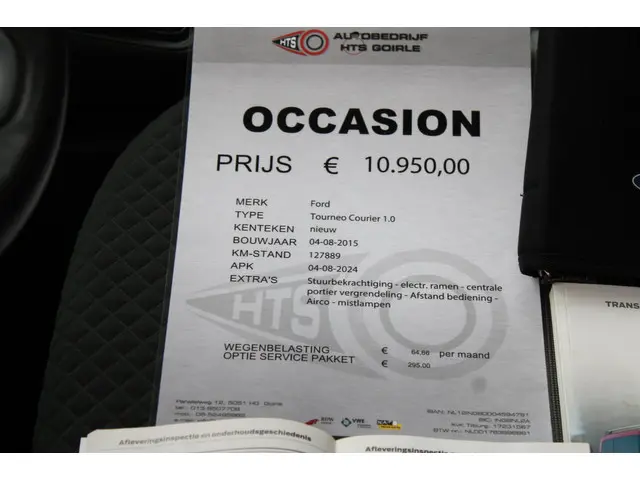 HTS AUTOBEDRIJF
HTS GOIRLE
OCCASION
PRIJS € 10.950,00
MERK Ford
TYPE Tourneo Courier 1.0
KENTEKEN nieuw
BOUWJAAR 04-08-2015
KM-STAND 127889
APK 04-08-2024
EXTRA'S Stuurbekrachtiging - electr. ramen - centrale
portier vergrendeling - Afstand bediening -
Airco - mistlampen
HTS
WEGENBELASTING € 64,66 per maand
OPTIE SERVICE PAKKET € 295,00
TRANS
Afleveringsinspectie en onderhoudsgeschiedenis
Afleveringsinspectie